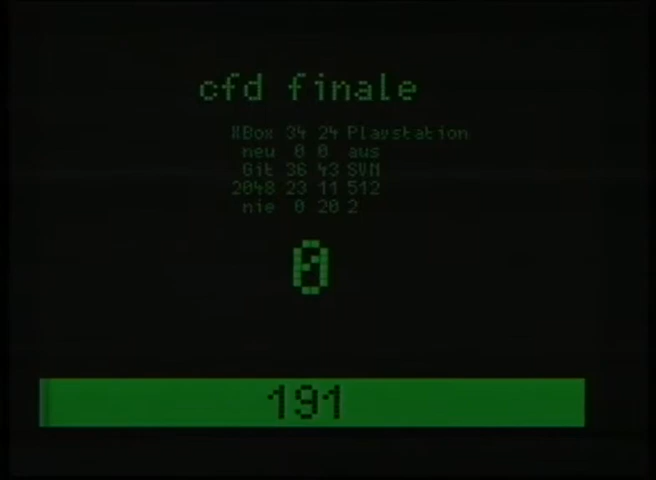 cfd finale
XBox 34 24 Playstation
neu 0 0 aus
Git 36 43 SVN
2048 23 11 512
nie 0 20 2
0
191